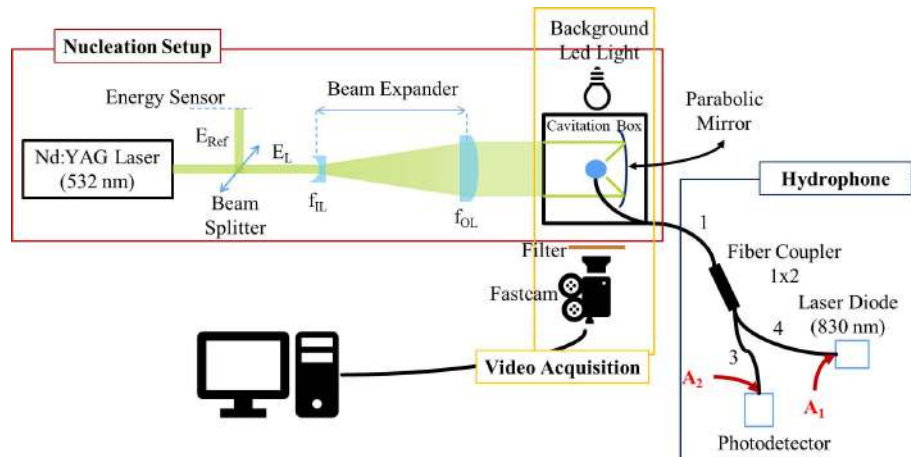 Nucleation Setup
Background
Led Light
Energy Sensor
Beam Expander
Parabolic
Mirror
Cavitation Box
E_Ref
E_L
Nd:YAG Laser
(532 nm)
Hydrophone
Beam
Splitter
f_IL
f_OL
1
Filter
Fiber Coupler
1x2
Fastcam
Laser Diode
(830 nm)
4
3
Video Acquisition
A_2
A_1
Photodetector